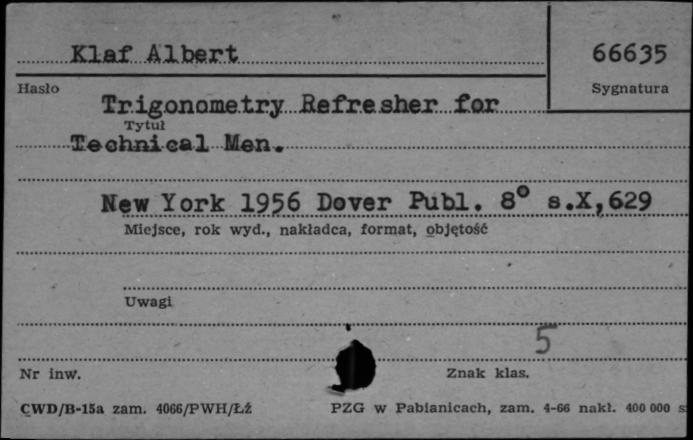 Klaf Albert
66635
Hasło
Sygnatura
Trigonometry Refresher for
Tytuł
Technical Men.
New York 1956 Dover Publ. 8° s.X,629
Miejsce, rok wyd., nakładca, format, objętość
Uwagi
5
Nr inw.
Znak klas.
CWD/B-15a zam. 4066/PWH/Łź
PZG w Pabianicach, zam. 4-66 nakł. 400 000 s